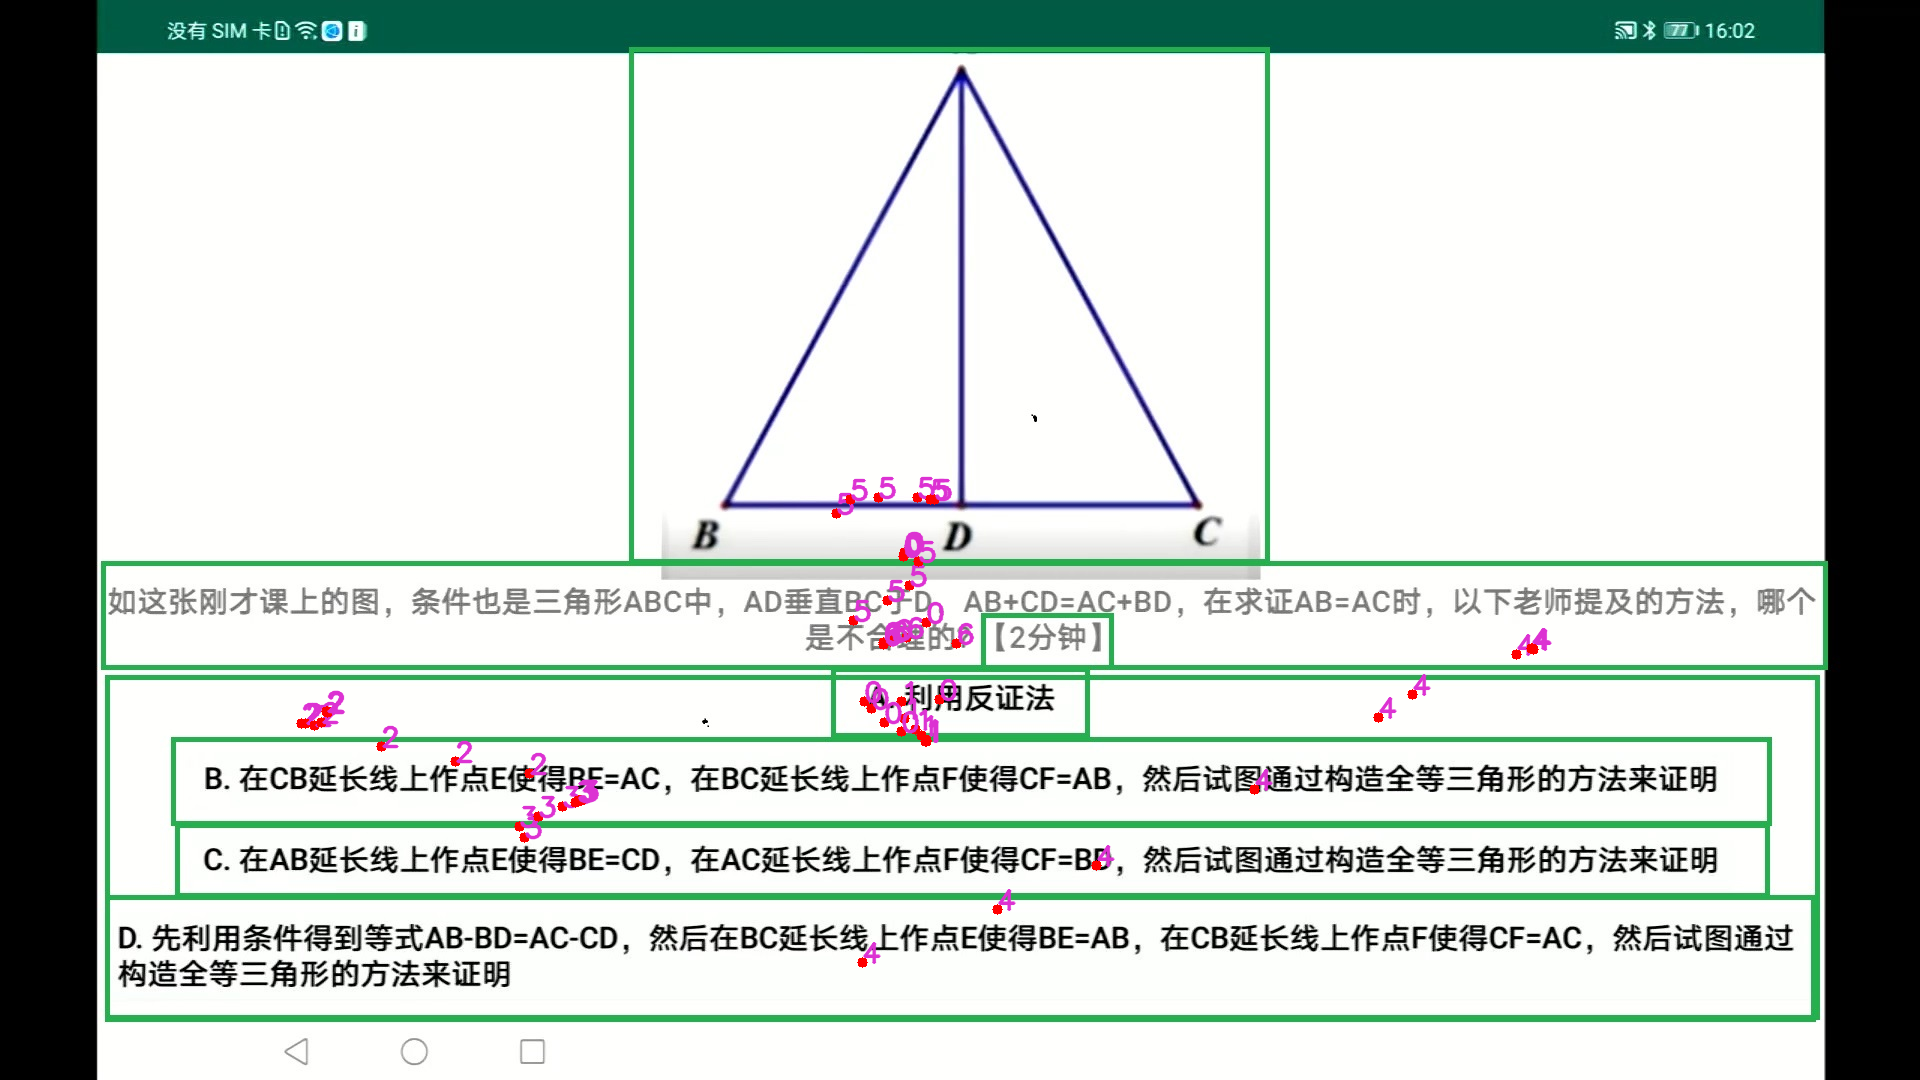 没有 SIM 卡
77 16:02
B D C
如这张刚才课上的图，条件也是三角形ABC中，AD垂直BC于D，AB+CD=AC+BD，在求证AB=AC时，以下老师提及的方法，哪个
是不合理的？【2分钟】
A. 利用反证法
B. 在CB延长线上作点E使得BE=AC，在BC延长线上作点F使得CF=AB，然后试图通过构造全等三角形的方法来证明
C. 在AB延长线上作点E使得BE=CD，在AC延长线上作点F使得CF=BD，然后试图通过构造全等三角形的方法来证明
D. 先利用条件得到等式AB-BD=AC-CD，然后在BC延长线上作点E使得BE=AB，在CB延长线上作点F使得CF=AC，然后试图通过
构造全等三角形的方法来证明